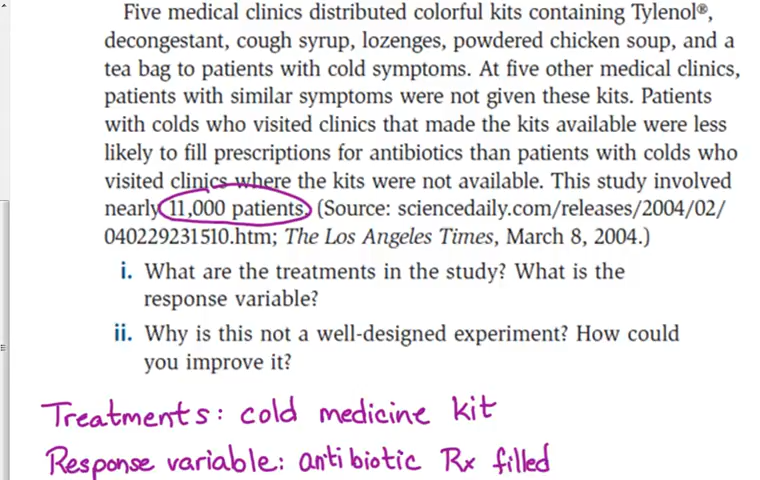 Five medical clinics distributed colorful kits containing Tylenol®,
decongestant, cough syrup, lozenges, powdered chicken soup, and a
tea bag to patients with cold symptoms. At five other medical clinics,
patients with similar symptoms were not given these kits. Patients
with colds who visited clinics that made the kits available were less
likely to fill prescriptions for antibiotics than patients with colds who
visited clinics where the kits were not available. This study involved
nearly 11,000 patients. (Source: sciencedaily.com/releases/2004/02/
040229231510.htm; The Los Angeles Times, March 8, 2004.)
i. What are the treatments in the study? What is the
response variable?
ii. Why is this not a well-designed experiment? How could
you improve it?
Treatments: cold medicine kit
Response variable: antibiotic Rx filled